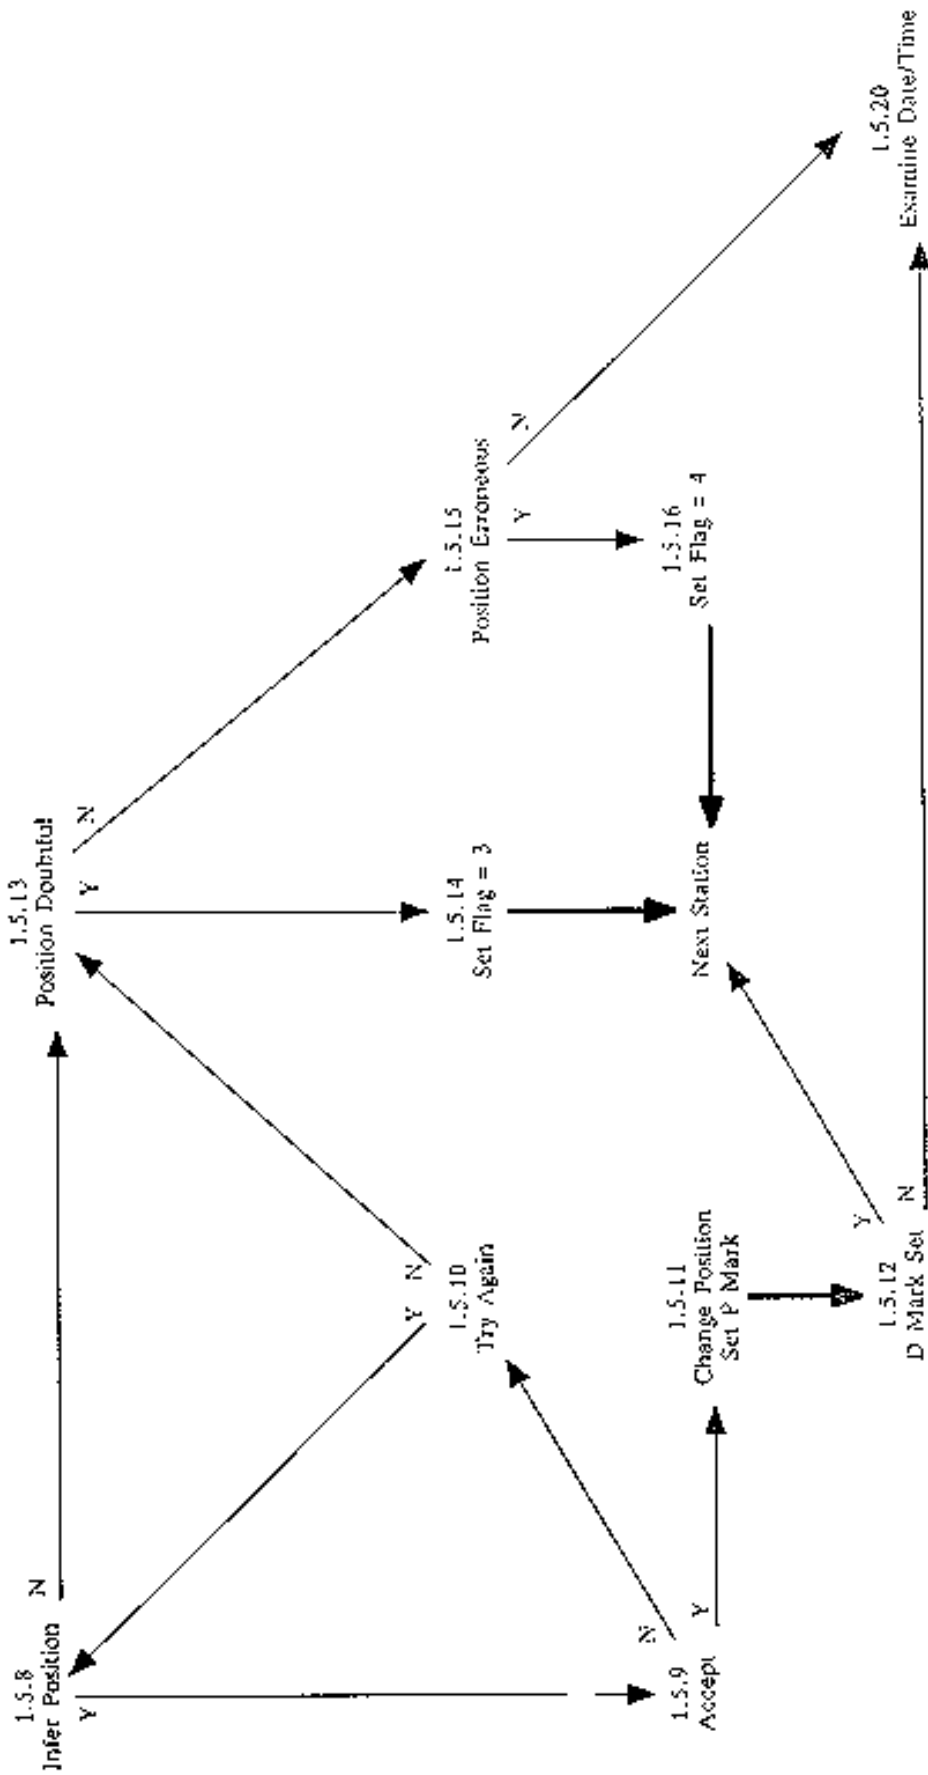 1.5.8
Infer Position
Y
N
1.5.13
Position Doubtful
Y
N
1.5.10
Try Again
Y
N
1.5.14
Set Flag = 3
1.5.15
Position Erroneous
Y
N
1.5.9
Accept
Y
N
1.5.11
Change Position
Set P Mark
Next Station
1.5.16
Set Flag = 4
1.5.12
D Mark Set
Y
N
1.5.20
Examine Date/Time